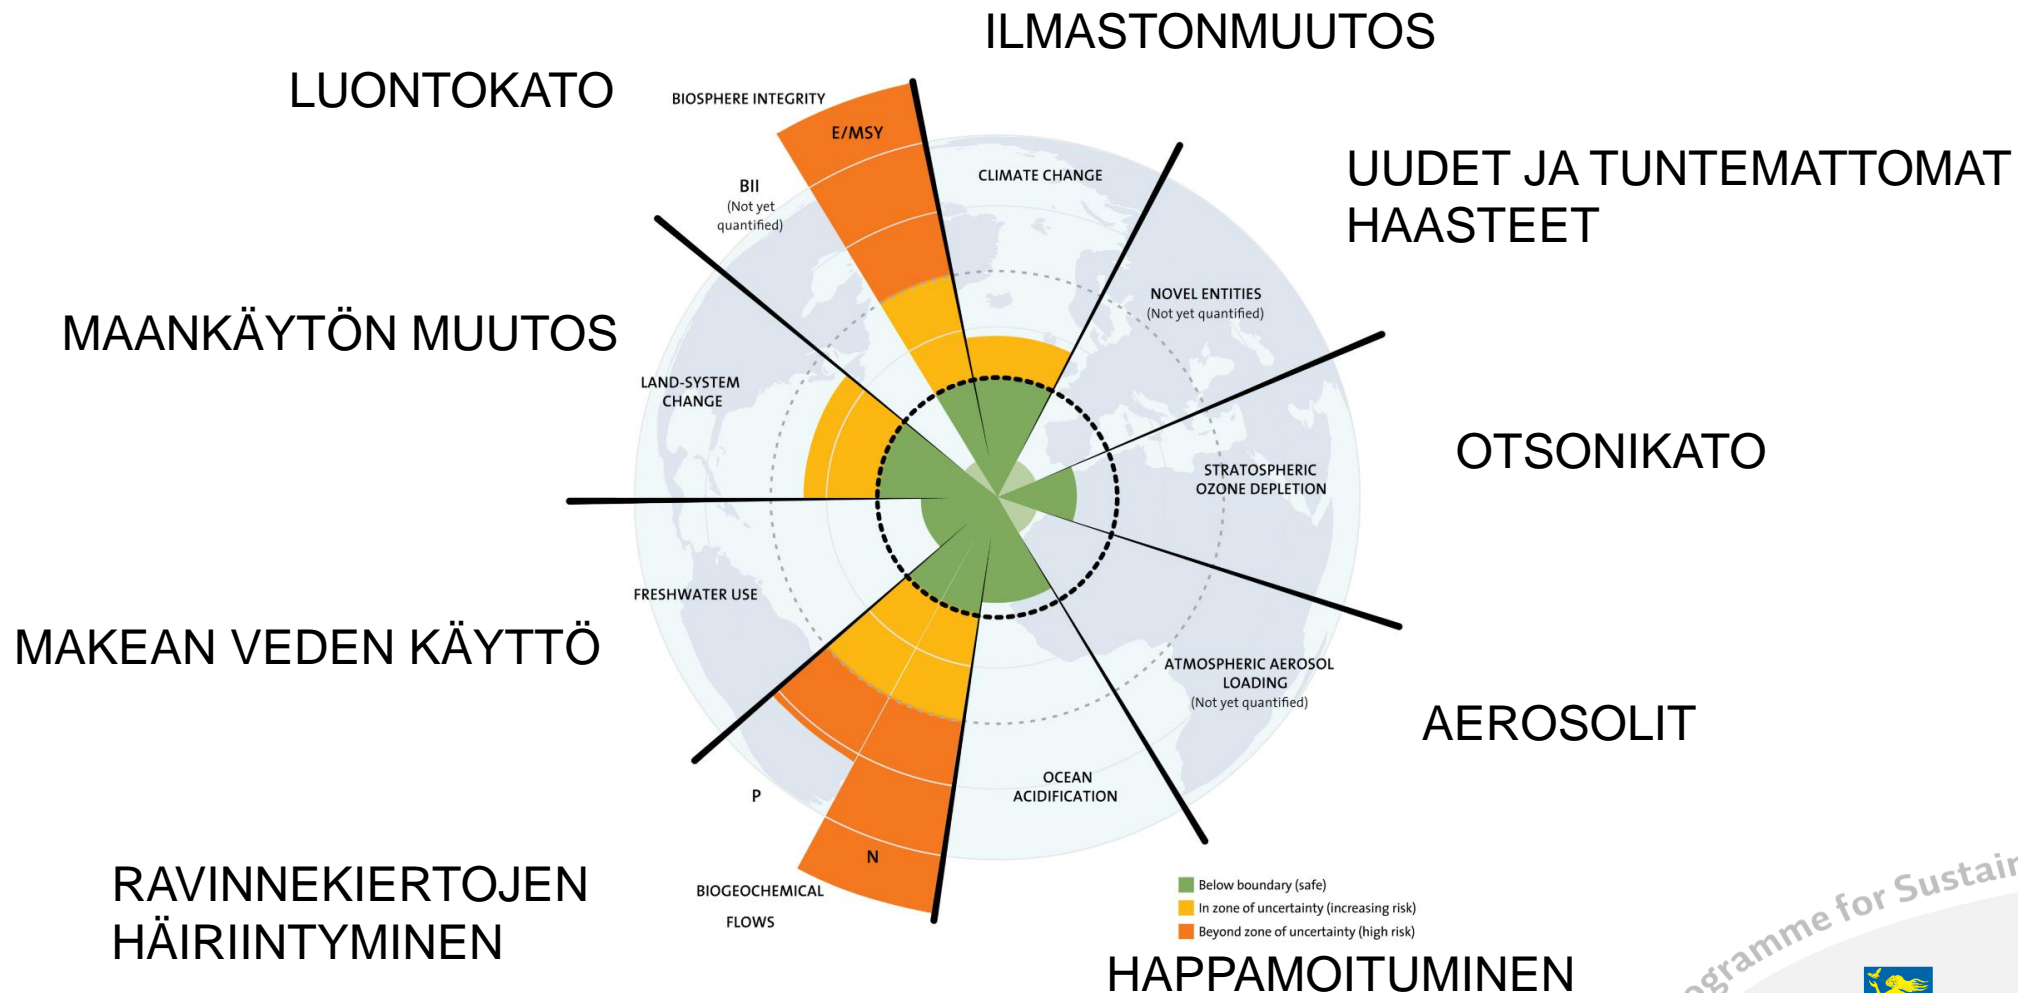 ILMASTONMUUTOS
LUONTOKATO
BIOSPHERE INTEGRITY
E/MSY
BII
(Not yet
quantified)
CLIMATE CHANGE
UUDET JA TUNTEMATTOMAT
HAASTEET
NOVEL ENTITIES
(Not yet quantified)
MAANKÄYTÖN MUUTOS
LAND-SYSTEM
CHANGE
OTSONIKATO
STRATOSPHERIC
OZONE DEPLETION
FRESHWATER USE
MAKEAN VEDEN KÄYTTÖ
ATMOSPHERIC AEROSOL
LOADING
(Not yet quantified)
AEROSOLIT
OCEAN
ACIDIFICATION
P
N
BIOGEOCHEMICAL
FLOWS
RAVINNEKIERTOJEN
HÄIRIINTYMINEN
Below boundary (safe)
In zone of uncertainty (increasing risk)
Beyond zone of uncertainty (high risk)
HAPPAMOITUMINEN
for